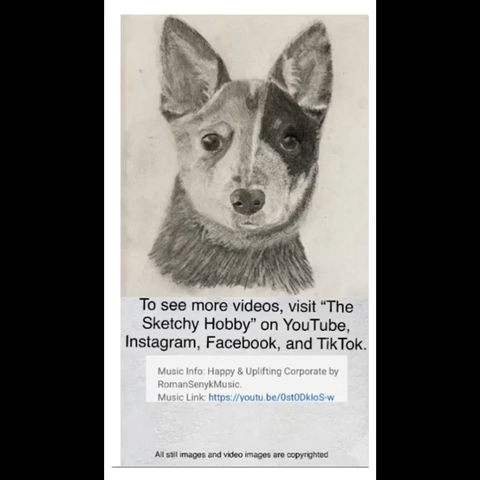 To see more videos, visit “The
Sketchy Hobby” on YouTube,
Instagram, Facebook, and TikTok.
Music Info: Happy & Uplifting Corporate by
RomanSenykMusic.
Music Link: https://youtu.be/0st0DkIoS-w
All still images and video images are copyrighted